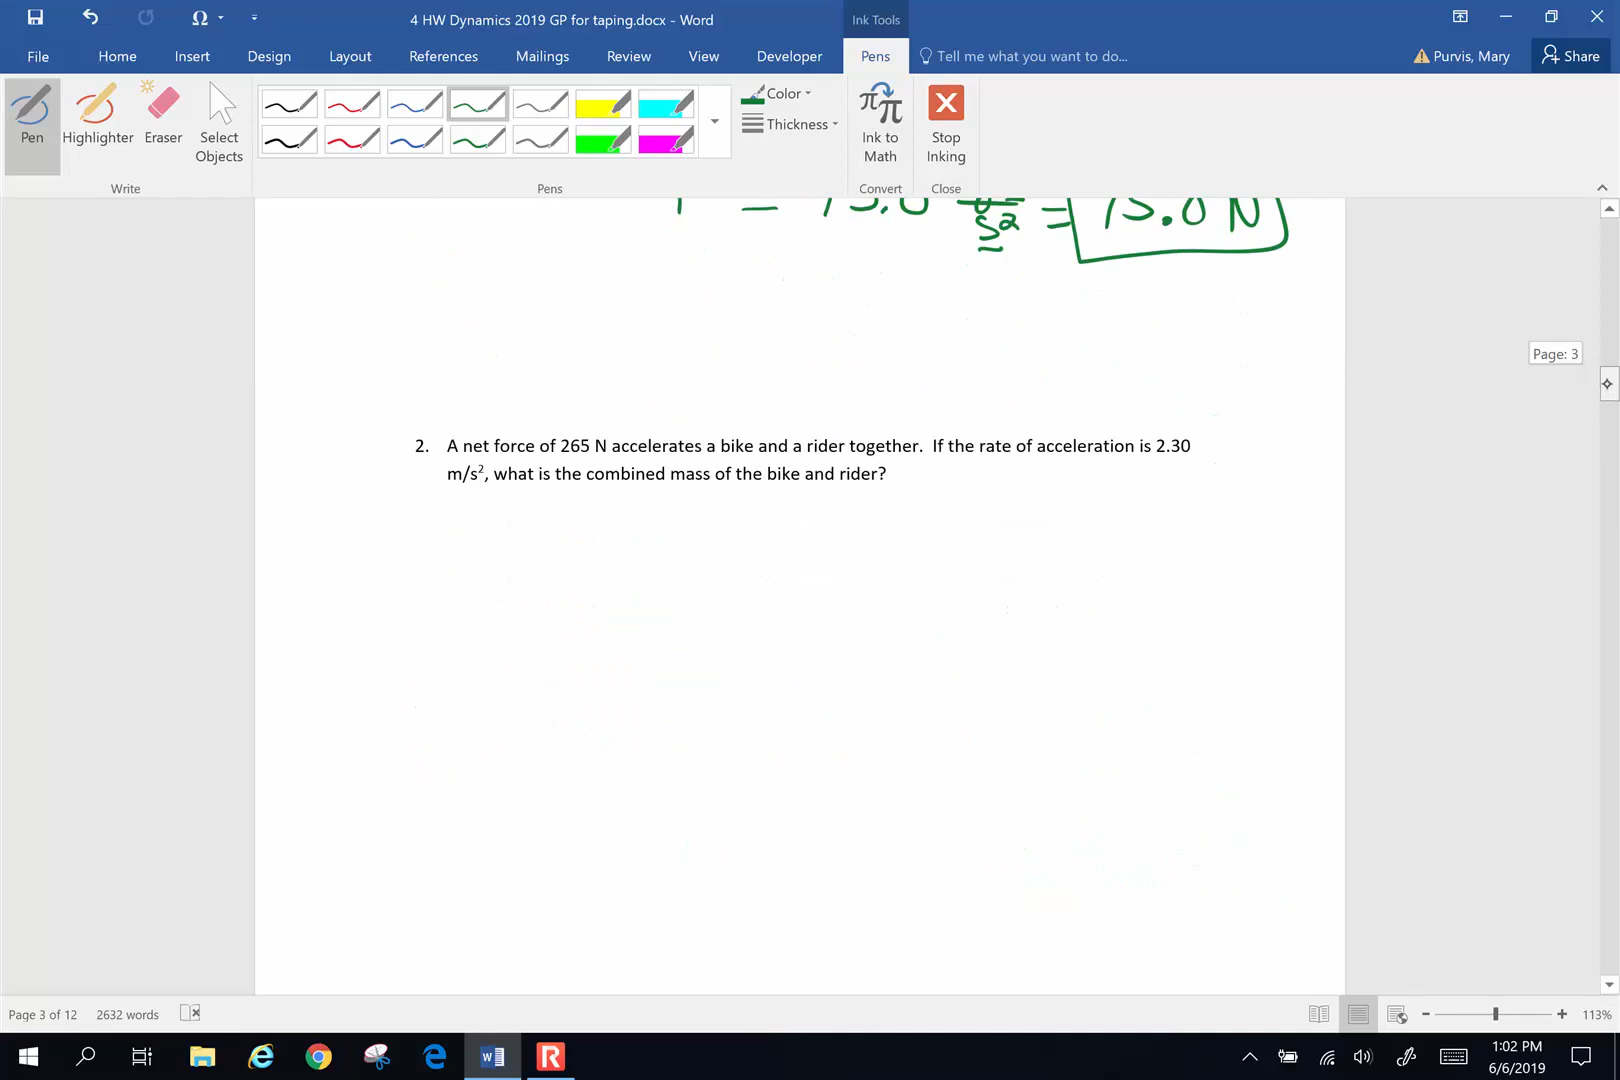 4 HW Dynamics 2019 GP for taping.docx - Word
Ink Tools
File Home Insert Design Layout References Mailings Review View Developer Pens Tell me what you want to do... Purvis, Mary Share
Pen Highlighter Eraser Select Objects
Color
Thickness
Ink to Math
Stop Inking
Write Pens Convert Close
= 15.0 s² = 15.0 N
Page: 3
2. A net force of 265 N accelerates a bike and a rider together. If the rate of acceleration is 2.30
m/s², what is the combined mass of the bike and rider?
Page 3 of 12 2632 words 113%
1:02 PM
6/6/2019